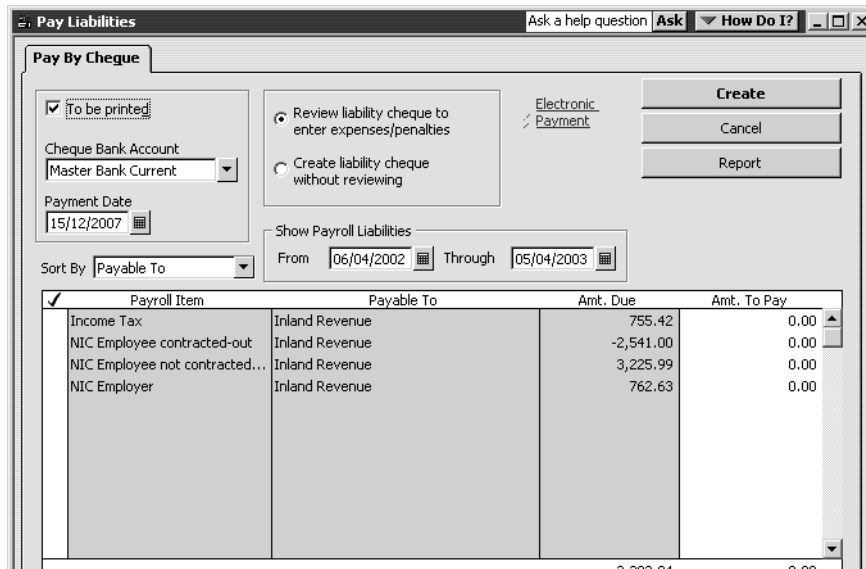 Pay Liabilities
Ask a help question Ask How Do I?
Pay By Cheque
To be printed
Cheque Bank Account
Master Bank Current
Payment Date
15/12/2007
Review liability cheque to
enter expenses/penalties
Create liability cheque
without reviewing
Electronic
Payment
Create
Cancel
Report
Show Payroll Liabilities
From 06/04/2002 Through 05/04/2003
Sort By Payable To
Payroll Item Payable To Amt. Due Amt. To Pay
Income Tax Inland Revenue 755.42 0.00
NIC Employee contracted-out Inland Revenue -2,541.00 0.00
NIC Employee not contracted... Inland Revenue 3,225.99 0.00
NIC Employer Inland Revenue 762.63 0.00